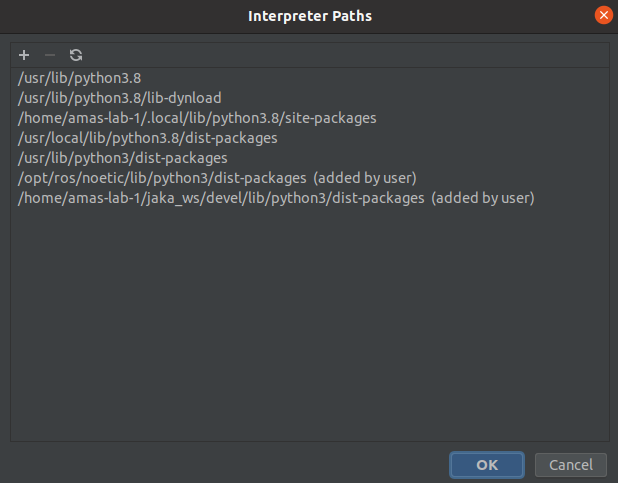 Interpreter Paths
/usr/lib/python3.8
/usr/lib/python3.8/lib-dynload
/home/amas-lab-1/.local/lib/python3.8/site-packages
/usr/local/lib/python3.8/dist-packages
/usr/lib/python3/dist-packages
/opt/ros/noetic/lib/python3/dist-packages (added by user)
/home/amas-lab-1/jaka_ws/devel/lib/python3/dist-packages (added by user)
OK Cancel